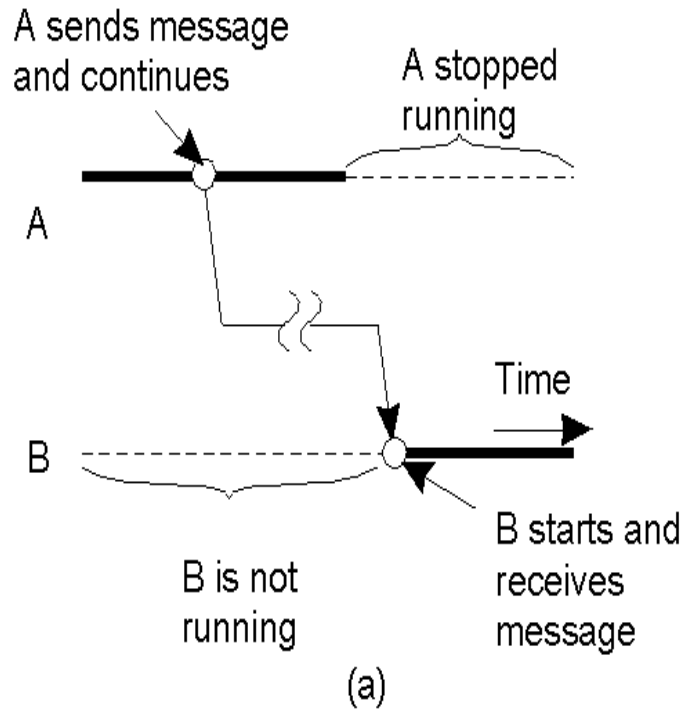 A sends message
and continues
A stopped
running
A
Time
B
B starts and
receives
message
B is not
running
(a)